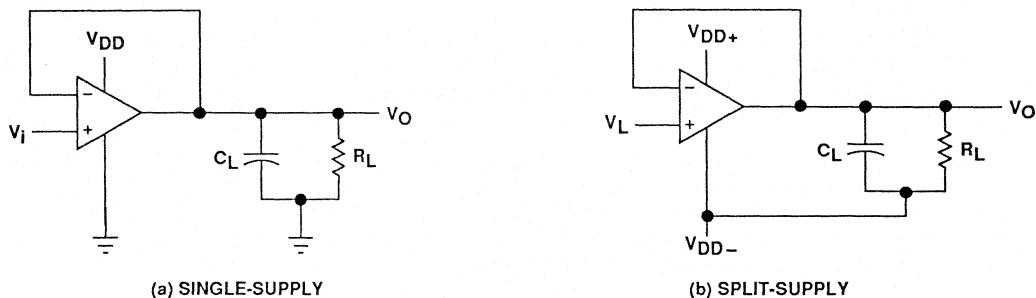 VDD
−
Vi
+
VO
CL
RL
(a) SINGLE-SUPPLY
VDD+
−
VL
+
VO
CL
RL
VDD−
(b) SPLIT-SUPPLY